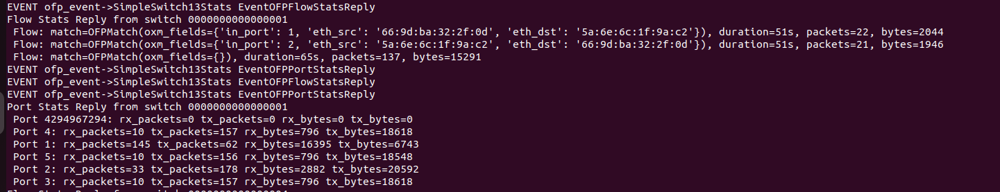 EVENT ofp_event->SimpleSwitch13Stats EventOFPFlowStatsReply
Flow Stats Reply from switch 0000000000000001
 Flow: match=OFPMatch(oxm_fields={'in_port': 1, 'eth_src': '66:9d:ba:32:2f:0d', 'eth_dst': '5a:6e:6c:1f:9a:c2'}), duration=51s, packets=22, bytes=2044
 Flow: match=OFPMatch(oxm_fields={'in_port': 2, 'eth_src': '5a:6e:6c:1f:9a:c2', 'eth_dst': '66:9d:ba:32:2f:0d'}), duration=51s, packets=21, bytes=1946
 Flow: match=OFPMatch(oxm_fields={}), duration=65s, packets=137, bytes=15291
EVENT ofp_event->SimpleSwitch13Stats EventOFPPortStatsReply
EVENT ofp_event->SimpleSwitch13Stats EventOFPFlowStatsReply
EVENT ofp_event->SimpleSwitch13Stats EventOFPPortStatsReply
Port Stats Reply from switch 0000000000000001
 Port 4294967294: rx_packets=0 tx_packets=0 rx_bytes=0 tx_bytes=0
 Port 4: rx_packets=10 tx_packets=157 rx_bytes=796 tx_bytes=18618
 Port 1: rx_packets=145 tx_packets=62 rx_bytes=16395 tx_bytes=6743
 Port 5: rx_packets=10 tx_packets=156 rx_bytes=796 tx_bytes=18548
 Port 2: rx_packets=33 tx_packets=178 rx_bytes=2882 tx_bytes=20592
 Port 3: rx_packets=10 tx_packets=157 rx_bytes=796 tx_bytes=18618